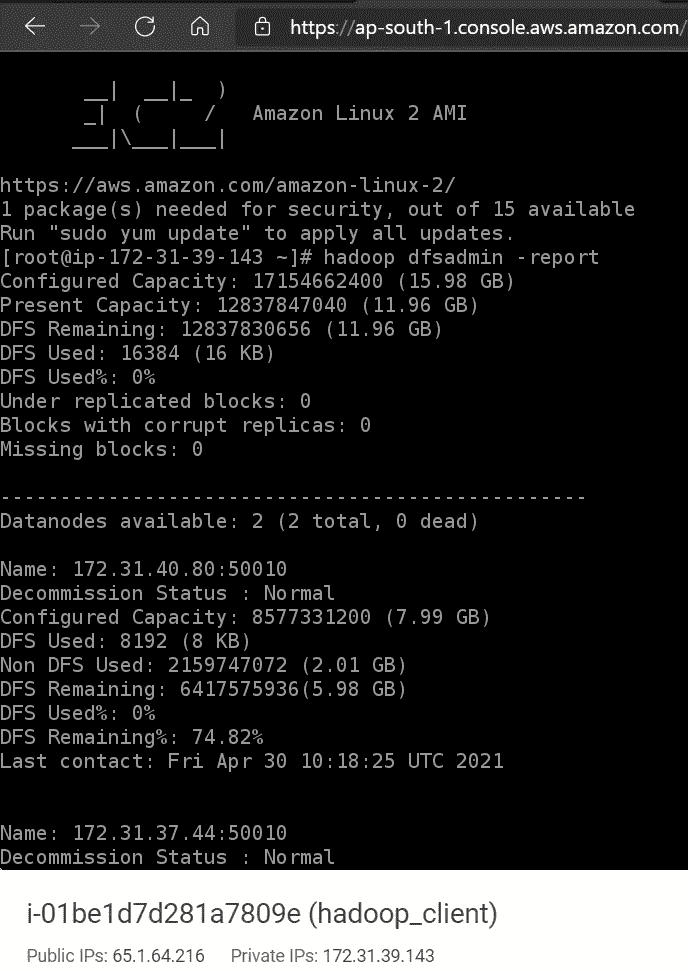 https://ap-south-1.console.aws.amazon.com/
__|  __|_  )
_|  (     /   Amazon Linux 2 AMI
___|\___|___|
https://aws.amazon.com/amazon-linux-2/
1 package(s) needed for security, out of 15 available
Run "sudo yum update" to apply all updates.
[root@ip-172-31-39-143 ~]# hadoop dfsadmin -report
Configured Capacity: 17154662400 (15.98 GB)
Present Capacity: 12837847040 (11.96 GB)
DFS Remaining: 12837830656 (11.96 GB)
DFS Used: 16384 (16 KB)
DFS Used%: 0%
Under replicated blocks: 0
Blocks with corrupt replicas: 0
Missing blocks: 0
-------------------------------------------------
Datanodes available: 2 (2 total, 0 dead)
Name: 172.31.40.80:50010
Decommission Status : Normal
Configured Capacity: 8577331200 (7.99 GB)
DFS Used: 8192 (8 KB)
Non DFS Used: 2159747072 (2.01 GB)
DFS Remaining: 6417575936(5.98 GB)
DFS Used%: 0%
DFS Remaining%: 74.82%
Last contact: Fri Apr 30 10:18:25 UTC 2021
Name: 172.31.37.44:50010
Decommission Status : Normal
i-01be1d7d281a7809e (hadoop_client)
Public IPs: 65.1.64.216 Private IPs: 172.31.39.143